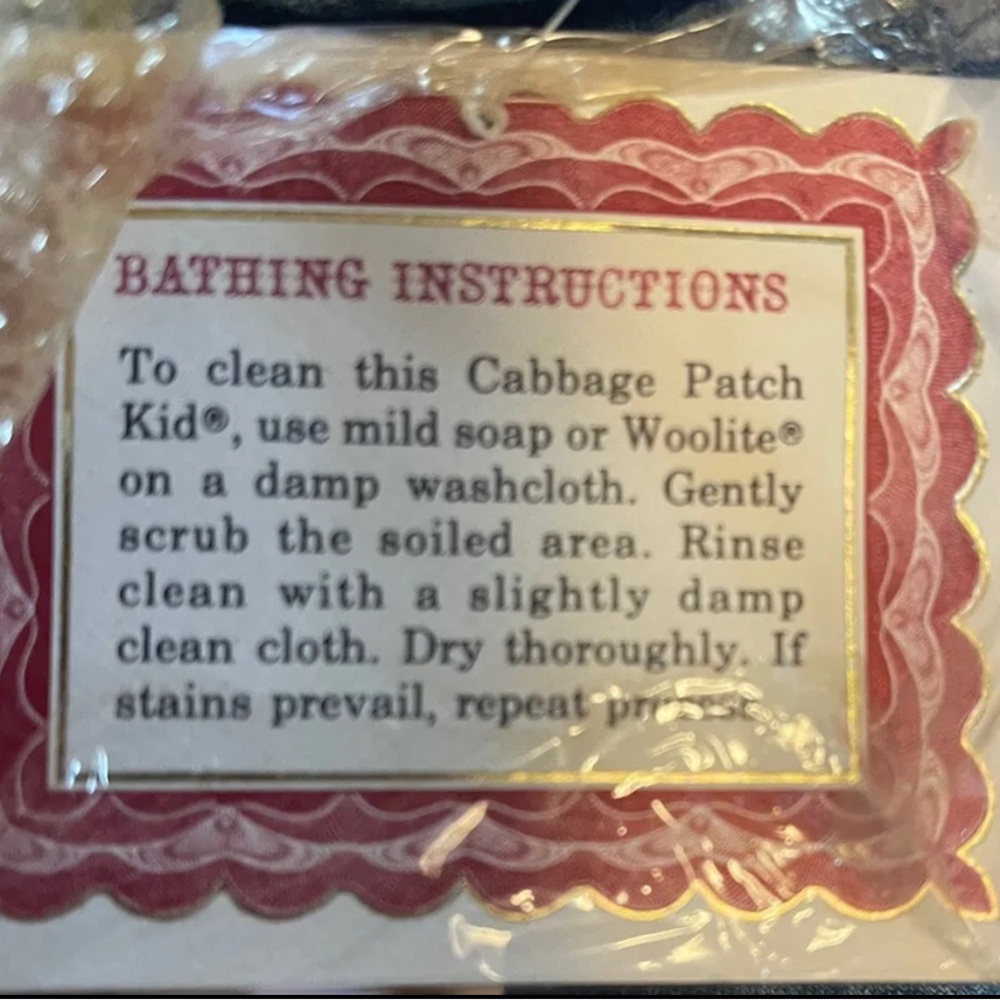 BATHING INSTRUCTIONS
To clean this Cabbage Patch
Kid®, use mild soap or Woolite®
on a damp washcloth. Gently
scrub the soiled area. Rinse
clean with a slightly damp
clean cloth. Dry thoroughly. If
stains prevail, repeat process